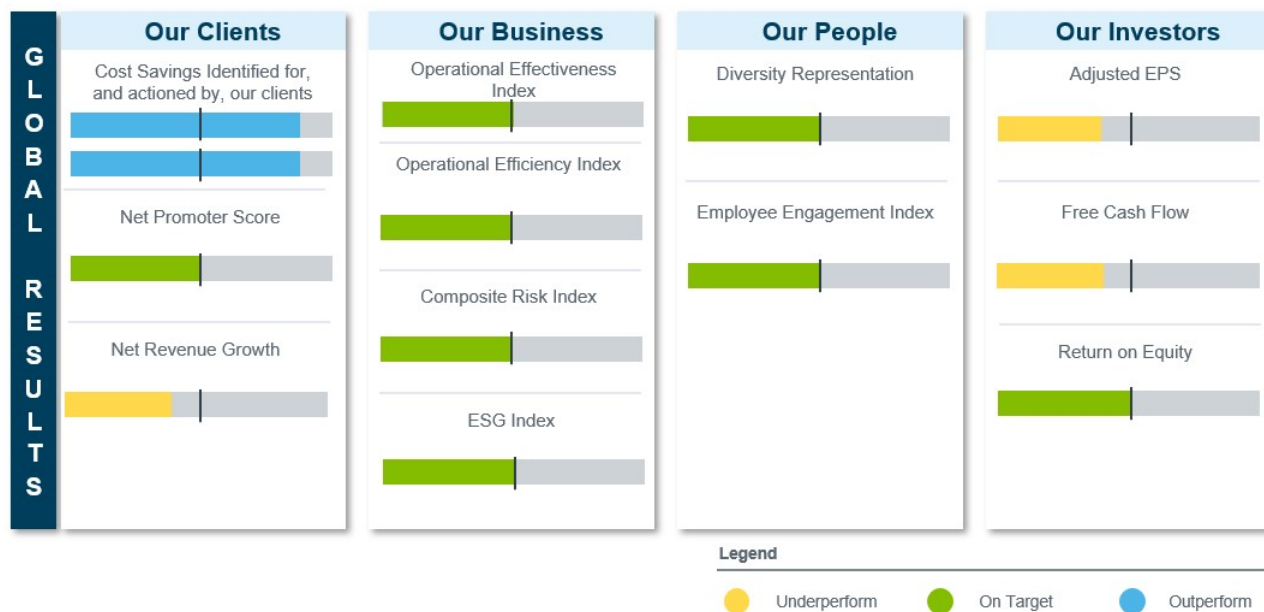 GLOBAL RESULTS
Our Clients
Cost Savings Identified for,
and actioned by, our clients
Net Promoter Score
Net Revenue Growth
Our Business
Operational Effectiveness
Index
Operational Efficiency Index
Composite Risk Index
ESG Index
Our People
Diversity Representation
Employee Engagement Index
Our Investors
Adjusted EPS
Free Cash Flow
Return on Equity
Legend
Underperform
On Target
Outperform